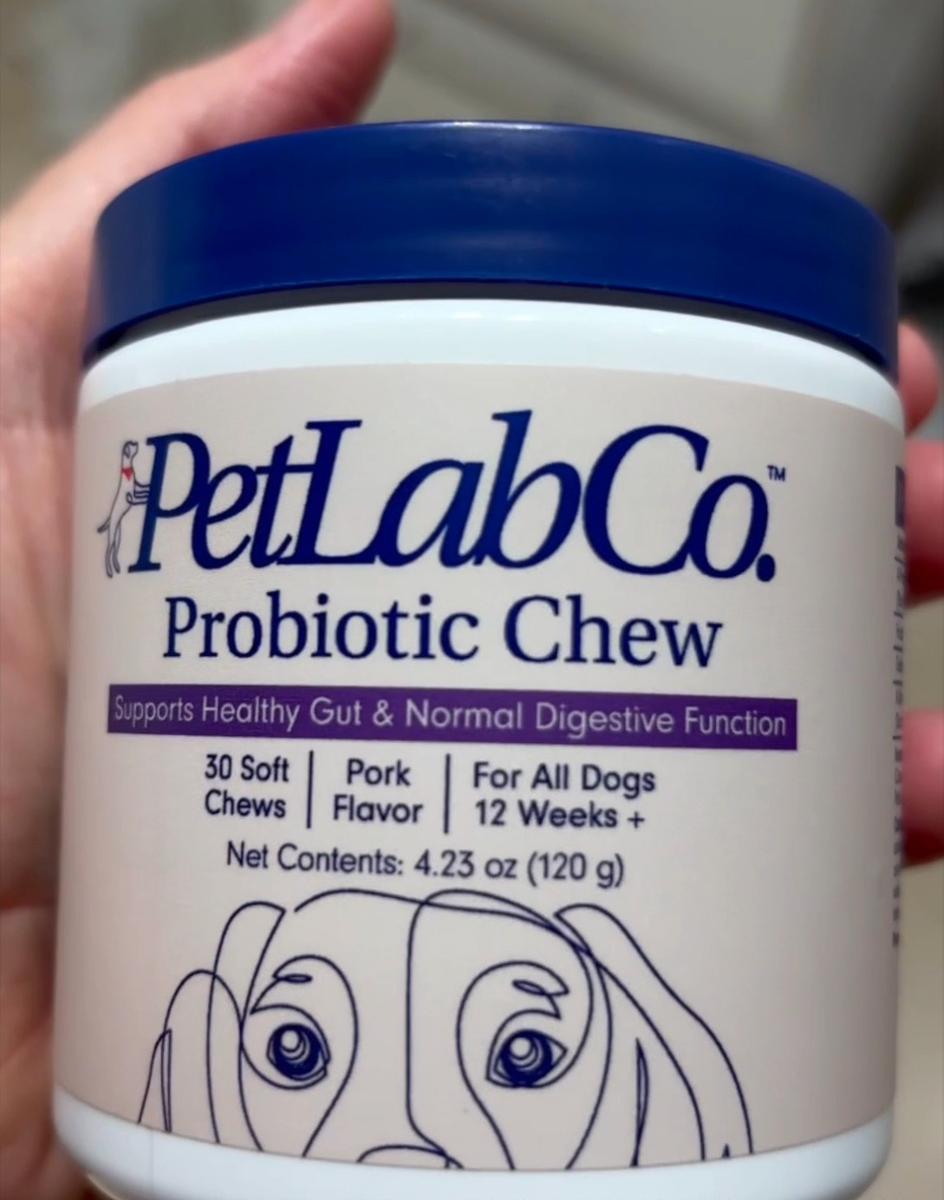 PetLabCo.™
Probiotic Chew
Supports Healthy Gut & Normal Digestive Function
30 Soft Chews
Pork Flavor
For All Dogs 12 Weeks +
Net Contents: 4.23 oz (120 g)